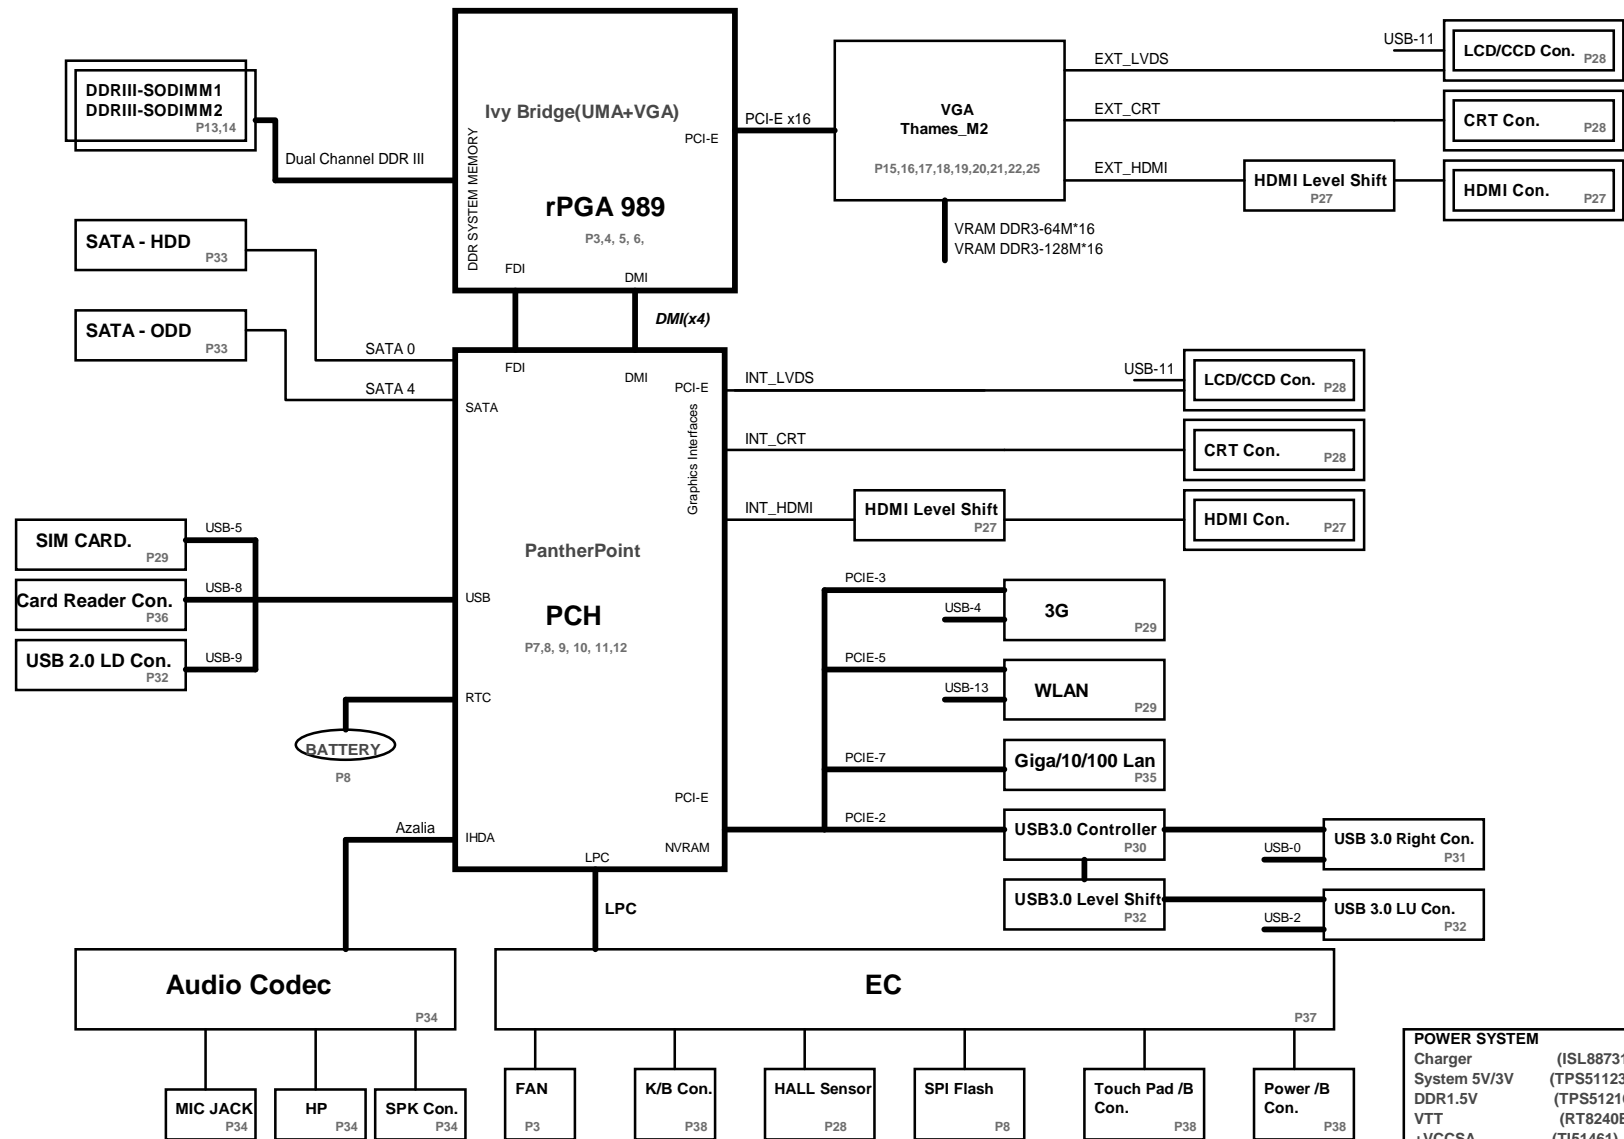 DDRIII-SODIMM1
DDRIII-SODIMM2
P13,14
Dual Channel DDR III
DDR SYSTEM MEMORY
Ivy Bridge(UMA+VGA)
PCI-E
rPGA 989
P3,4, 5, 6,
FDI
DMI
PCI-E x16
VGA
Thames_M2
P15,16,17,18,19,20,21,22,25
VRAM DDR3-64M*16
VRAM DDR3-128M*16
EXT_LVDS
EXT_CRT
EXT_HDMI
USB-11
LCD/CCD Con. P28
CRT Con. P28
HDMI Level Shift
P27
HDMI Con. P27
SATA - HDD
P33
SATA - ODD
P33
SATA 0
SATA 4
DMI(x4)
FDI
DMI
PCI-E
SATA
Graphics Interfaces
INT_LVDS
INT_CRT
INT_HDMI
USB-11
LCD/CCD Con. P28
CRT Con. P28
HDMI Level Shift
P27
HDMI Con. P27
SIM CARD.
P29
Card Reader Con.
P36
USB 2.0 LD Con.
P32
USB-5
USB-8
USB-9
USB
PantherPoint
PCH
P7,8, 9, 10, 11,12
RTC
BATTERY
P8
PCI-E
NVRAM
Azalia
IHDA
LPC
LPC
PCIE-3
USB-4
3G
P29
PCIE-5
USB-13
WLAN
P29
PCIE-7
Giga/10/100 Lan
P35
PCIE-2
USB3.0 Controller
P30
USB3.0 Level Shift
P32
USB-0
USB 3.0 Right Con.
P31
USB-2
USB 3.0 LU Con.
P32
Audio Codec
P34
EC
P37
MIC JACK
P34
HP
P34
SPK Con.
P34
FAN
P3
K/B Con.
P38
HALL Sensor
P28
SPI Flash
P8
Touch Pad /B
Con.
P38
Power /B
Con.
P38
POWER SYSTEM
Charger (ISL88731
System 5V/3V (TPS51123
DDR1.5V (TPS51216
VTT (RT8240B
+VCCSA (TI51461)